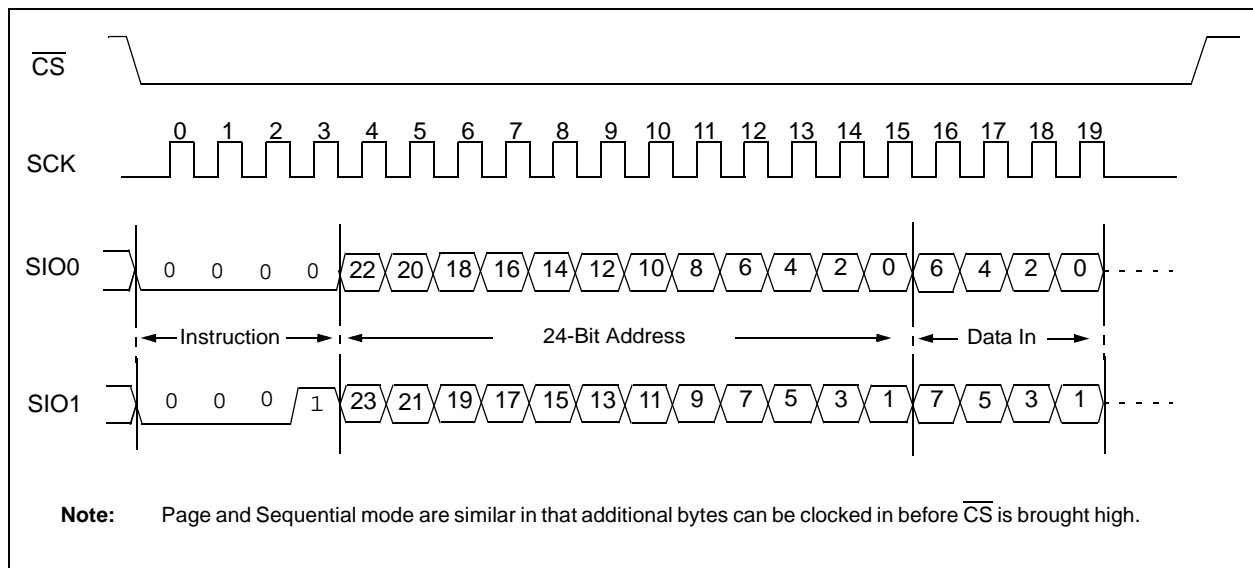 CS
0 1 2 3 4 5 6 7 8 9 10 11 12 13 14 15 16 17 18 19
SCK
SIO0 0 0 0 0 22 20 18 16 14 12 10 8 6 4 2 0 6 4 2 0
Instruction 24-Bit Address Data In
SIO1 0 0 0 1 23 21 19 17 15 13 11 9 7 5 3 1 7 5 3 1
Note: Page and Sequential mode are similar in that additional bytes can be clocked in before CS is brought high.